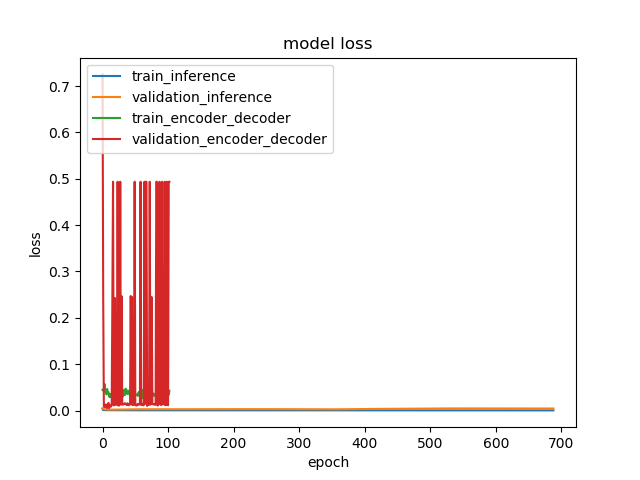 model loss
train_inference
validation_inference
train_encoder_decoder
validation_encoder_decoder
loss
0.7
0.6
0.5
0.4
0.3
0.2
0.1
0.0
0 100 200 300 400 500 600 700
epoch